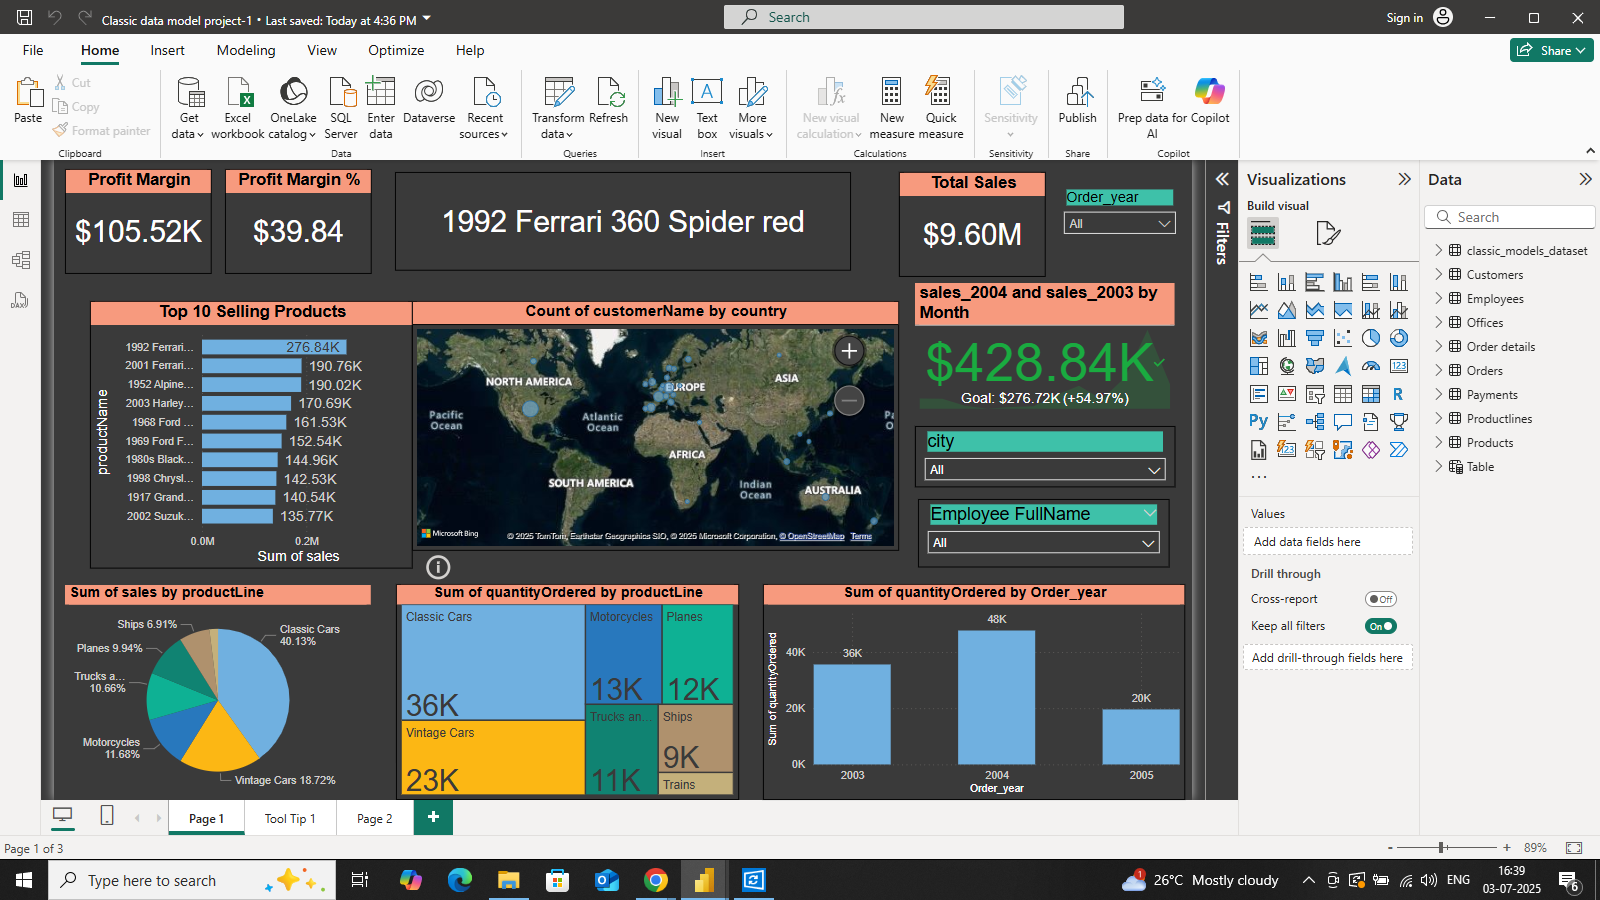 Classic data model project-1 • Last saved: Today at 4:36 PM
Search
Sign in
File
Home
Insert
Modeling
View
Optimize
Help
Share
Paste
Cut
Copy
Format painter
Clipboard
Get data
Excel workbook
OneLake catalog
SQL Server
Enter data
Dataverse
Recent sources
Data
Transform data
Refresh
Queries
New visual
Text box
More visuals
Insert
New visual calculation
New measure
Quick measure
Calculations
Sensitivity
Sensitivity
Publish
Share
Prep data for AI
Copilot
Copilot
Profit Margin
$105.52K
Profit Margin %
$39.84
1992 Ferrari 360 Spider red
Total Sales
$9.60M
Order_year
All
Top 10 Selling Products
productName
1992 Ferrari... 276.84K
2001 Ferrari... 190.76K
1952 Alpine... 190.02K
2003 Harley... 170.69K
1968 Ford ... 161.53K
1969 Ford F... 152.54K
1980s Black... 144.96K
1998 Chrysl... 142.53K
1917 Grand... 140.54K
2002 Suzuk... 135.77K
0.0M 0.2M
Sum of sales
Count of customerName by country
NORTH AMERICA
EUROPE
ASIA
Pacific
Ocean
Atlantic
Ocean
AFRICA
SOUTH AMERICA
Indian
Ocean
AUSTRALIA
Microsoft Bing
© 2025 TomTom, Earthstar Geographics SIO, © 2025 Microsoft Corporation, © OpenStreetMap Terms
sales_2004 and sales_2003 by
Month
$428.84K
Goal: $276.72K (+54.97%)
city
All
Employee FullName
All
Sum of sales by productLine
Ships 6.91%
Classic Cars
40.13%
Planes 9.94%
Trucks a...
10.66%
Motorcycles
11.68%
Vintage Cars 18.72%
Sum of quantityOrdered by productLine
Classic Cars
36K
Vintage Cars
23K
Motorcycles
13K
Planes
12K
Trucks an...
11K
Ships
9K
Trains
Sum of quantityOrdered by Order_year
Sum of quantityOrdered
40K
20K
0K
36K
48K
20K
2003 2004 2005
Order_year
Filters
Visualizations
Build visual
123
R
Py
123
...
Values
Add data fields here
Drill through
Cross-report
Off
Keep all filters
On
Add drill-through fields here
Data
Search
classic_models_dataset
Customers
Employees
Offices
Order details
Orders
Payments
Productlines
Products
Table
Page 1
Tool Tip 1
Page 2
+
Page 1 of 3
- + 89%
Type here to search
1
26°C Mostly cloudy
ENG
16:39
03-07-2025
6